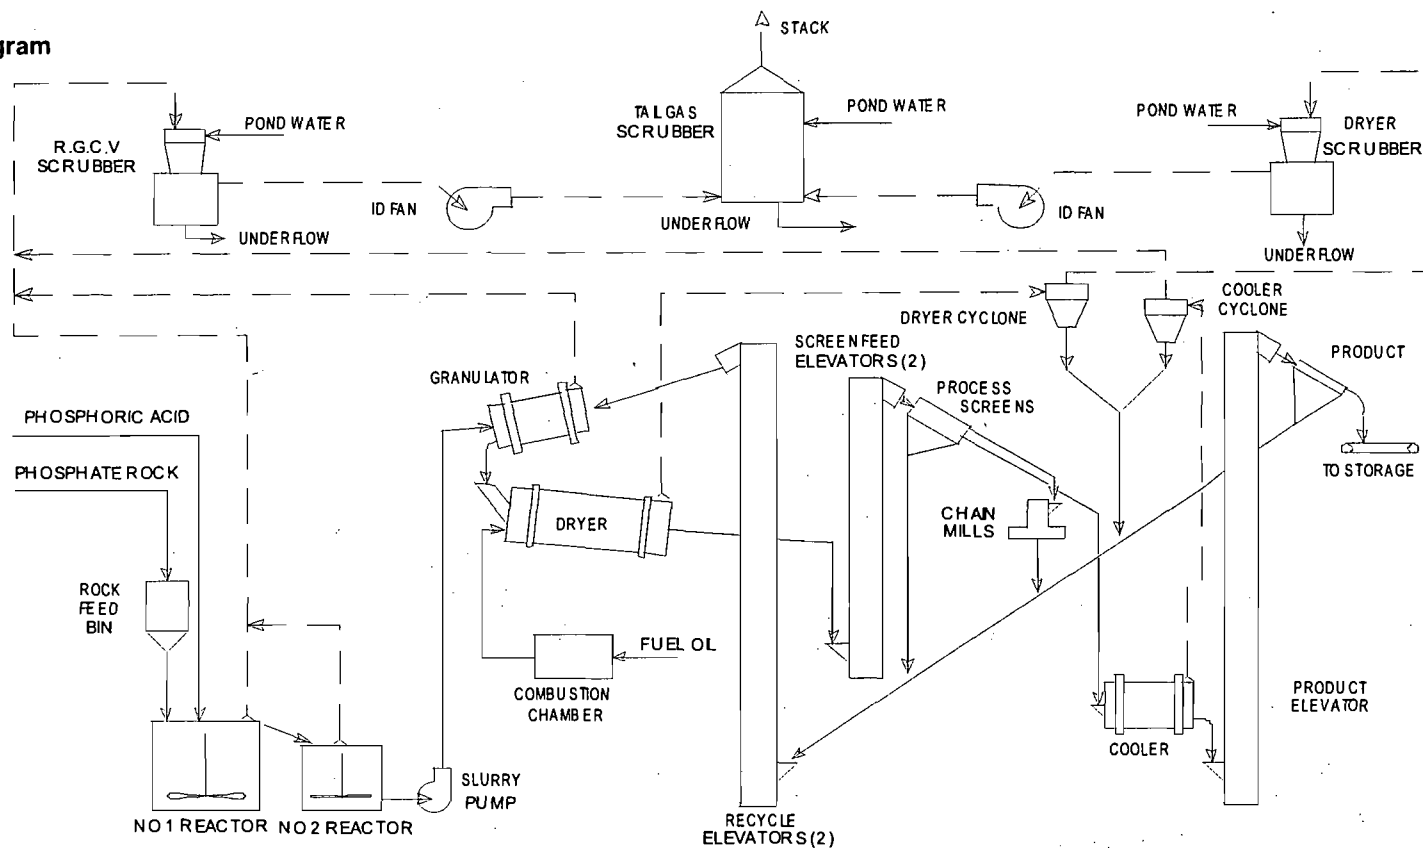 gram
STACK
POND WATER
R.G.C.V
SCRUBBER
TAIL GAS
SCRUBBER
POND WATER
POND WATER
DRYER
SCRUBBER
ID FAN
UNDERFLOW
UNDERFLOW
ID FAN
UNDERFLOW
DRYER CYCLONE
COOLER
CYCLONE
SCREENFEED
ELEVATORS (2)
PRODUCT
GRANULATOR
PROCESS
SCREENS
PHOSPHORIC ACID
PHOSPHATE ROCK
TO STORAGE
DRYER
CHAIN
MILLS
ROCK
FEED
BIN
FUEL OIL
COMBUSTION
CHAMBER
PRODUCT
ELEVATOR
COOLER
SLURRY
PUMP
NO 1 REACTOR
NO 2 REACTOR
RECYCLE
ELEVATORS (2)